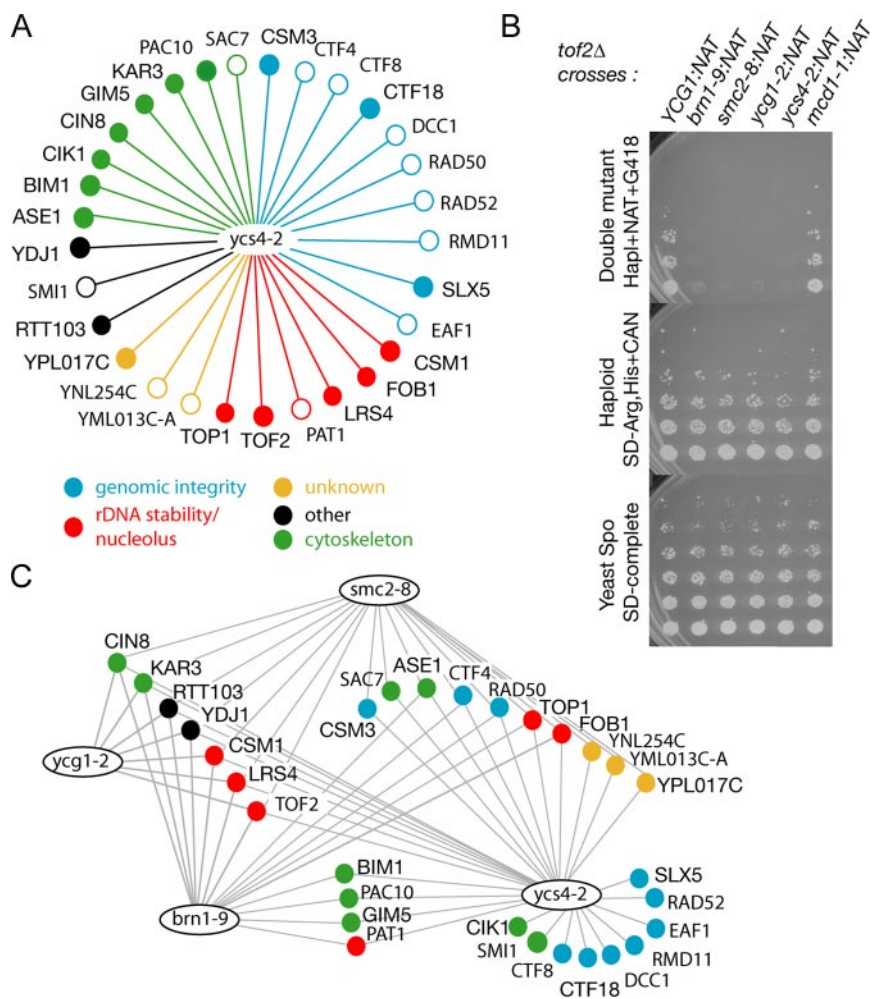 A
PAC10
SAC7
CSM3
CTF4
KAR3
CTF8
GIM5
CTF18
CIN8
DCC1
CIK1
RAD50
BIM1
RAD52
ASE1
ycs4-2
RMD11
YDJ1
SLX5
SMI1
EAF1
RTT103
CSM1
YPL017C
FOB1
YNL254C
LRS4
YML013C-A
PAT1
TOP1
TOF2
genomic integrity
unknown
rDNA stability/
nucleolus
other
cytoskeleton
B
tof2Δ
crosses :
YCG1:NAT
brn1-9:NAT
smc2-8:NAT
ycg1-2:NAT
ycs4-2:NAT
mcd1-1:NAT
Double mutant
Hapl+NAT+G418
Haploid
SD-Arg,His+CAN
Yeast Spo
SD-complete
C
smc2-8
CIN8
KAR3
RTT103
YDJ1
CSM1
LRS4
TOF2
ycg1-2
SAC7
ASE1
CTF4
RAD50
CSM3
TOP1
FOB1
YNL254C
YML013C-A
YPL017C
brn1-9
BIM1
PAC10
GIM5
PAT1
ycs4-2
SLX5
RAD52
EAF1
RMD11
DCC1
CTF18
CTF8
SMI1
CIK1